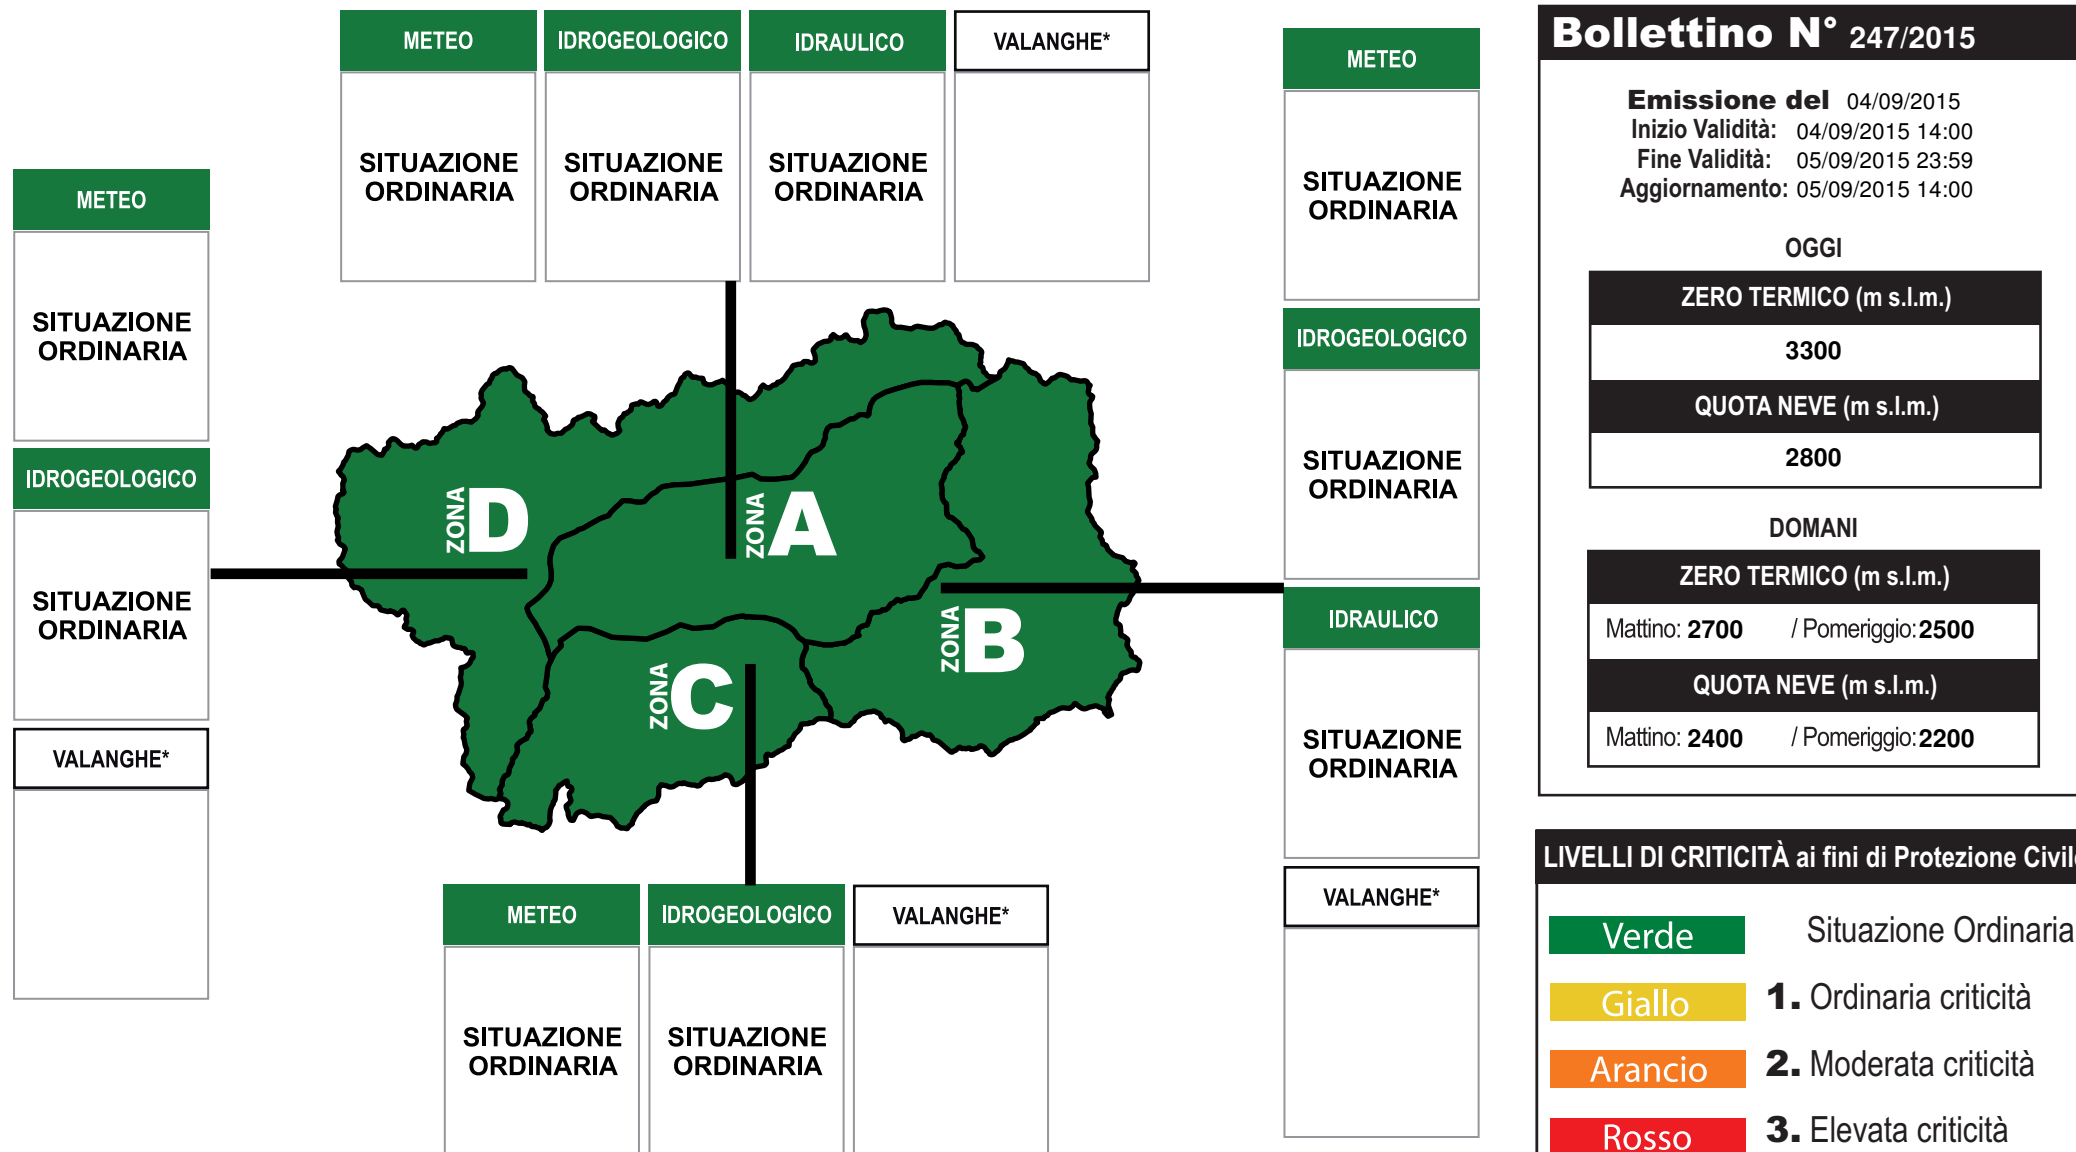 METEO
IDROGEOLOGICO
IDRAULICO
VALANGHE*
SITUAZIONE
ORDINARIA
SITUAZIONE
ORDINARIA
SITUAZIONE
ORDINARIA
METEO
SITUAZIONE
ORDINARIA
IDROGEOLOGICO
SITUAZIONE
ORDINARIA
VALANGHE*
ZONA D
ZONA A
ZONA B
ZONA C
METEO
SITUAZIONE
ORDINARIA
IDROGEOLOGICO
SITUAZIONE
ORDINARIA
IDRAULICO
SITUAZIONE
ORDINARIA
VALANGHE*
METEO
IDROGEOLOGICO
VALANGHE*
SITUAZIONE
ORDINARIA
SITUAZIONE
ORDINARIA
Bollettino N° 247/2015
Emissione del 04/09/2015
Inizio Validità: 04/09/2015 14:00
Fine Validità: 05/09/2015 23:59
Aggiornamento: 05/09/2015 14:00
OGGI
ZERO TERMICO (m s.l.m.)
3300
QUOTA NEVE (m s.l.m.)
2800
DOMANI
ZERO TERMICO (m s.l.m.)
Mattino: 2700 / Pomeriggio: 2500
QUOTA NEVE (m s.l.m.)
Mattino: 2400 / Pomeriggio: 2200
LIVELLI DI CRITICITÀ ai fini di Protezione Civile
Verde Situazione Ordinaria
Giallo 1. Ordinaria criticità
Arancio 2. Moderata criticità
Rosso 3. Elevata criticità